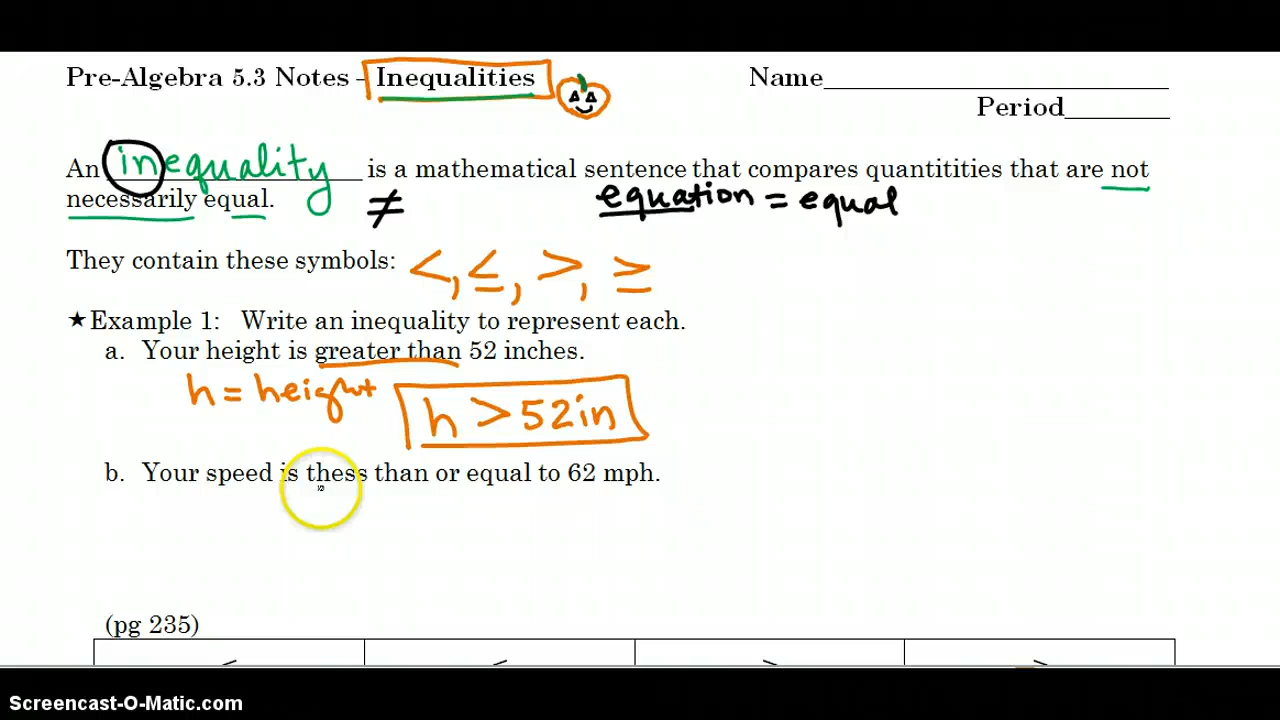 Pre-Algebra 5.3 Notes – Inequalities Name
Period
An inequality is a mathematical sentence that compares quantitities that are not
necessarily equal. ≠ equation = equal
They contain these symbols: <, ≤, >, ≥
★Example 1: Write an inequality to represent each.
a. Your height is greater than 52 inches.
h = height h > 52in
b. Your speed is thess than or equal to 62 mph.
(pg 235)
Screencast-O-Matic.com